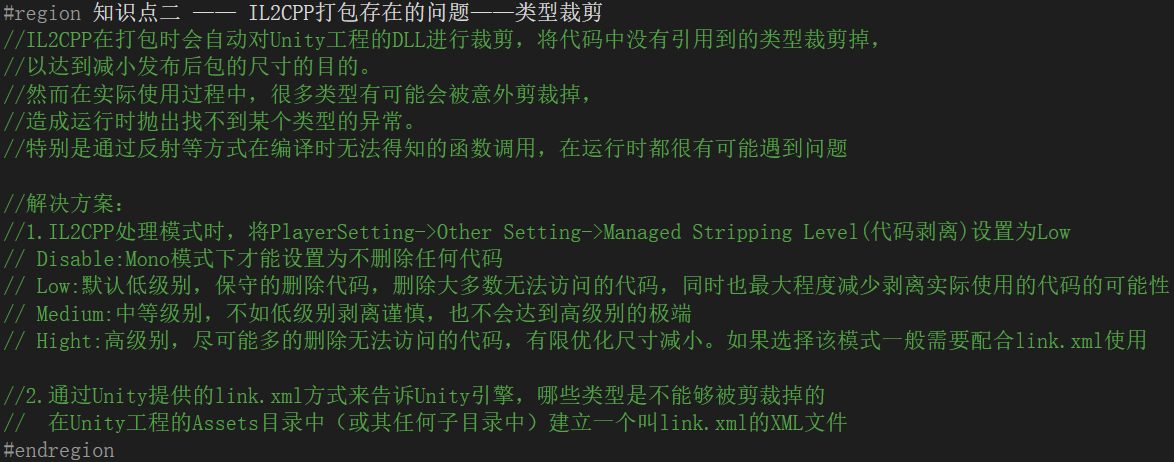 #region 知识点二 —— IL2CPP打包存在的问题——类型裁剪
//IL2CPP在打包时会自动对Unity工程的DLL进行裁剪，将代码中没有引用到的类型裁剪掉，
//以达到减小发布后包的尺寸的目的。
//然而在实际使用过程中，很多类型有可能会被意外剪裁掉，
//造成运行时抛出找不到某个类型的异常。
//特别是通过反射等方式在编译时无法得知的函数调用，在运行时都很有可能遇到问题
//解决方案：
//1.IL2CPP处理模式时，将PlayerSetting->Other Setting->Managed Stripping Level(代码剥离)设置为Low
// Disable:Mono模式下才能设置为不删除任何代码
// Low:默认低级别，保守的删除代码，删除大多数无法访问的代码，同时也最大程度减少剥离实际使用的代码的可能性
// Medium:中等级别，不如低级别剥离谨慎，也不会达到高级别的极端
// Hight:高级别，尽可能多的删除无法访问的代码，有限优化尺寸减小。如果选择该模式一般需要配合link.xml使用
//2.通过Unity提供的link.xml方式来告诉Unity引擎，哪些类型是不能够被剪裁掉的
//  在Unity工程的Assets目录中（或其任何子目录中）建立一个叫link.xml的XML文件
#endregion